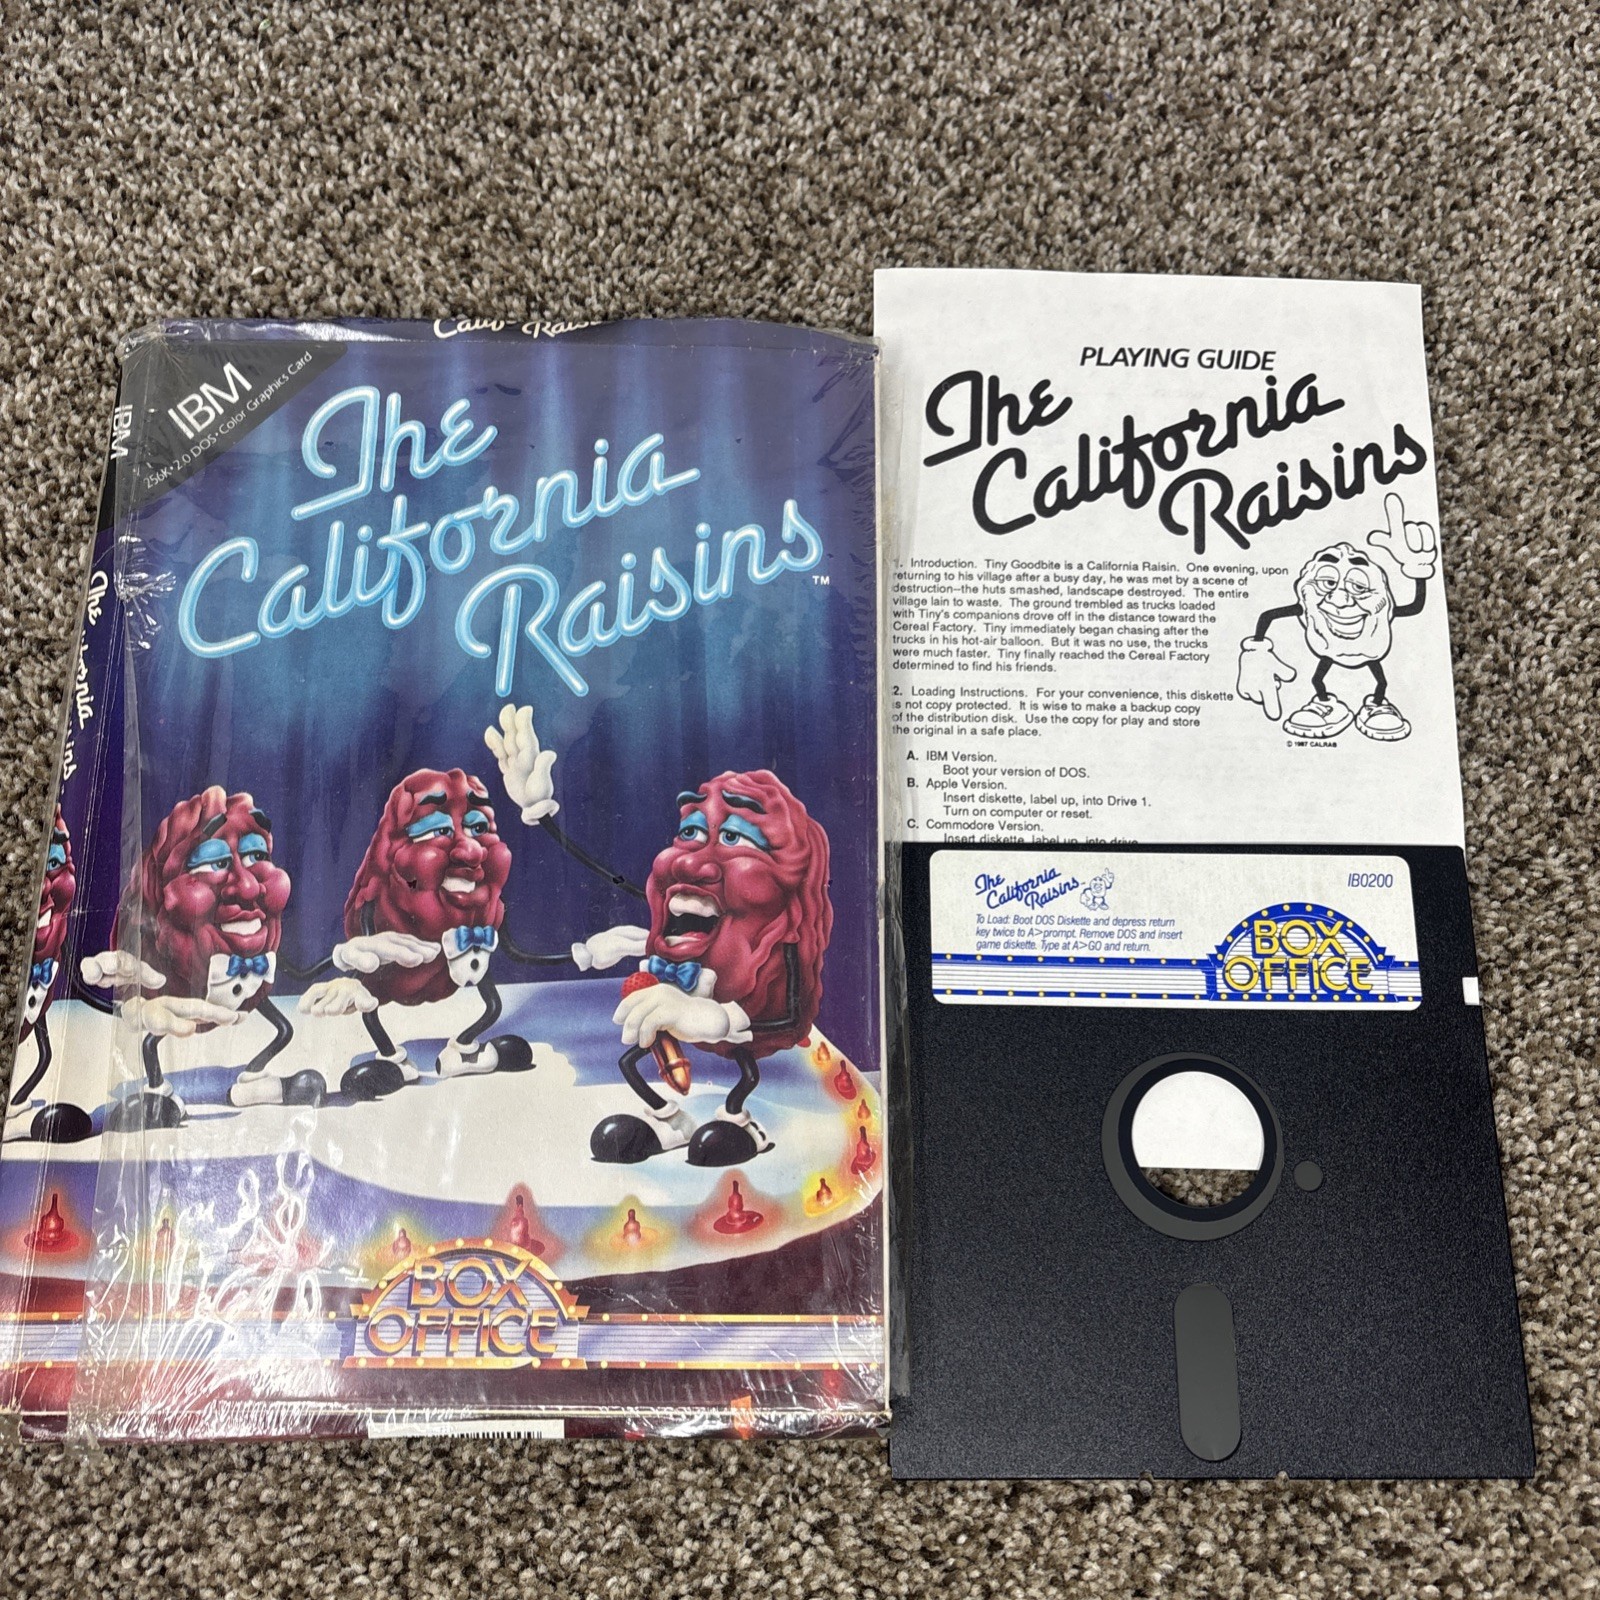 California Raisins
IBM
256K • 2.0 DOS • Color Graphics Card
IBM
The
California
Raisins
TM
The
BOX
OFFICE
PLAYING GUIDE
The
California
Raisins
1. Introduction. Tiny Goodbite is a California Raisin. One evening, upon
returning to his village after a busy day, he was met by a scene of
destruction--the huts smashed, landscape destroyed. The entire
village lain to waste. The ground trembled as trucks loaded
with Tiny's companions drove off in the distance toward the
Cereal Factory. Tiny immediately began chasing after the
trucks in his hot-air balloon. But it was no use, the trucks
were much faster. Tiny finally reached the Cereal Factory
determined to find his friends.
2. Loading Instructions. For your convenience, this diskette
is not copy protected. It is wise to make a backup copy
of the distribution disk. Use the copy for play and store
the original in a safe place.
© 1987 CALRAB
A. IBM Version.
Boot your version of DOS.
B. Apple Version.
Insert diskette, label up, into Drive 1.
Turn on computer or reset.
C. Commodore Version.
Insert diskette, label up, into drive
The
California
Raisins
IB0200
To Load: Boot DOS Diskette and depress return
key twice to A>prompt. Remove DOS and insert
game diskette. Type at A>GO and return.
BOX
OFFICE